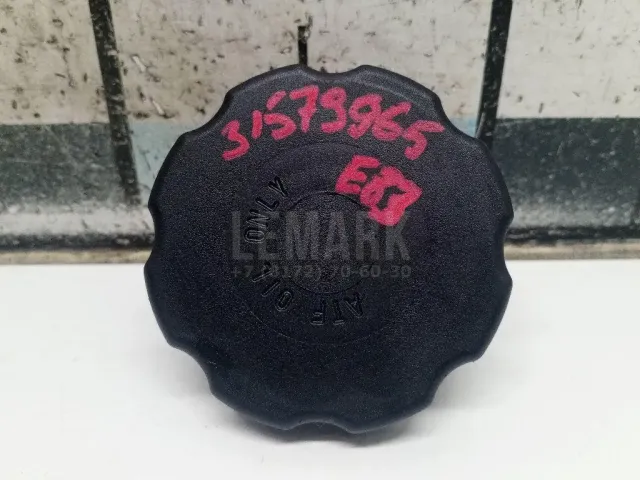 31579965
E83
ATF OIL ONLY
LEMARK
+7 (8172) 70-60-30